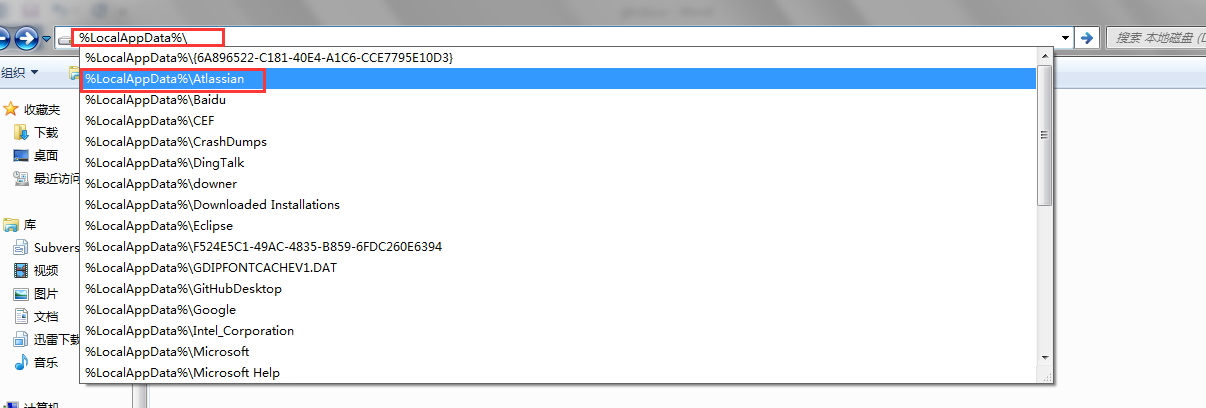 %LocalAppData%\
搜索 本地磁盘 (D
%LocalAppData%\{6A896522-C181-40E4-A1C6-CCE7795E10D3}
组织
%LocalAppData%\Atlassian
%LocalAppData%\Baidu
收藏夹
%LocalAppData%\CEF
下载
%LocalAppData%\CrashDumps
桌面
%LocalAppData%\DingTalk
最近访问
%LocalAppData%\downer
%LocalAppData%\Downloaded Installations
库
%LocalAppData%\Eclipse
Subvers
%LocalAppData%\F524E5C1-49AC-4835-B859-6FDC260E6394
视频
%LocalAppData%\GDIPFONTCACHEV1.DAT
图片
%LocalAppData%\GitHubDesktop
文档
%LocalAppData%\Google
迅雷下载
%LocalAppData%\Intel_Corporation
音乐
%LocalAppData%\Microsoft
%LocalAppData%\Microsoft Help
计算机